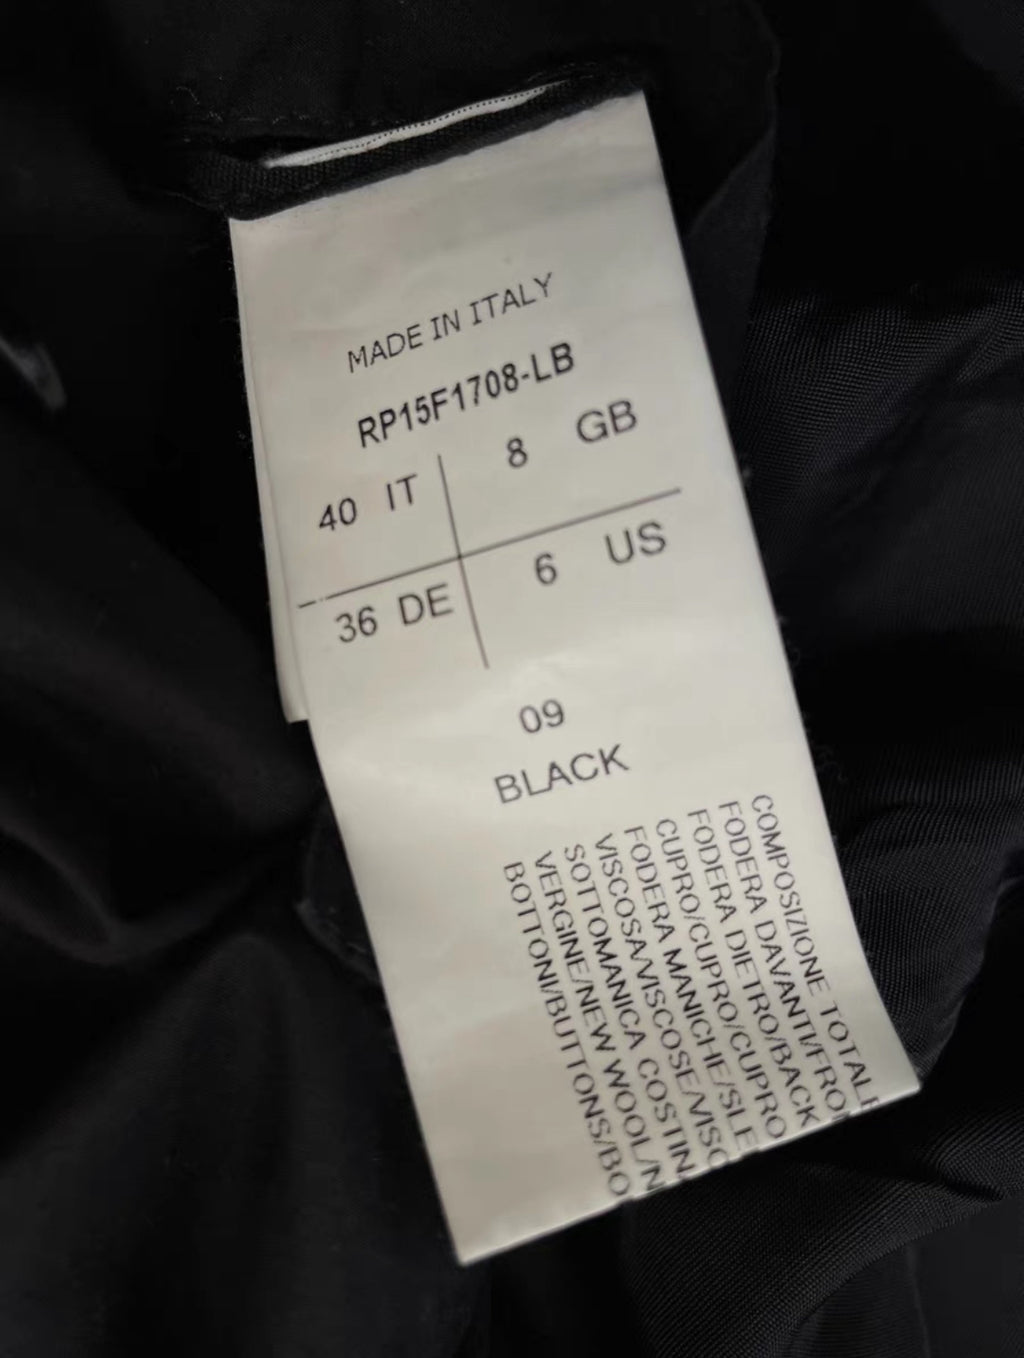 MADE IN ITALY
RP15F1708-LB
40 IT 8 GB
36 DE 6 US
09
BLACK
COMPOSIZIONE TOTALE
FODERA DAVANTI/FRO
FODERA DIETRO/BACK
CUPRO/CUPRO/CUPRO
FODERA MANICHE/SLE
VISCOSA/VISCOSE/VISC
SOTTOMANICA COSTIN
VERGINE/NEW WOOL/N
BOTTONI/BUTTONS/BO